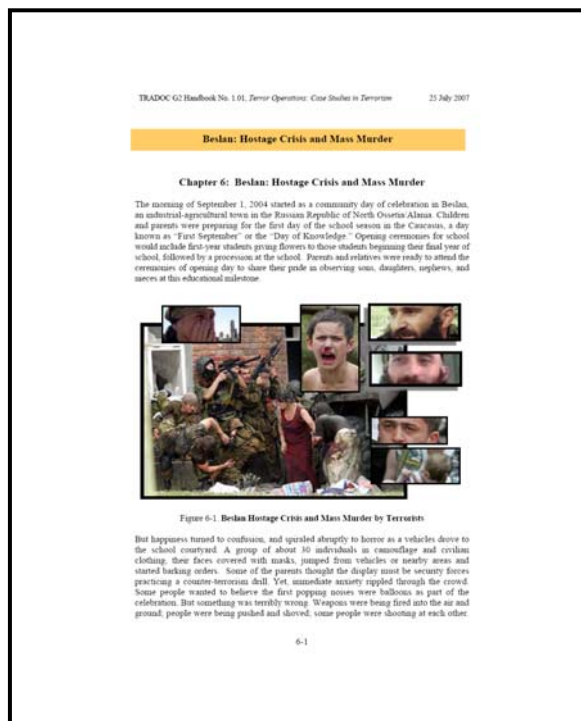 TRADOC G2 Handbook No. 1.01, Terror Operations: Case Studies in Terrorism 25 July 2007
Beslan: Hostage Crisis and Mass Murder
Chapter 6: Beslan: Hostage Crisis and Mass Murder
The morning of September 1, 2004 started as a community day of celebration in Beslan,
an industrial-agricultural town in the Russian Republic of North Ossetia/Alania. Children
and parents were preparing for the first day of the school season in the Caucasus, a day
known as "First September" or the "Day of Knowledge." Opening ceremonies for school
would include first-year students giving flowers to those students beginning their final year of
school, followed by a procession at the school. Parents and relatives were ready to attend the
ceremonies of opening day to share their pride in observing sons, daughters, nephews, and
nieces at this educational milestone.
Figure 6-1. Beslan Hostage Crisis and Mass Murder by Terrorists
But happiness turned to confusion, and spiraled abruptly to horror as a vehicles drove to
the school courtyard. A group of about 30 individuals in camouflage and civilian
clothing, their faces covered with masks, jumped from vehicles or nearby areas and
started barking orders. Some of the parents thought the display must be security forces
practicing a counter-terrorism drill. Yet, immediate anxiety rippled through the crowd.
Some people wanted to believe the first popping noises were balloons as part of the
celebration. But something was terribly wrong. Weapons were being fired into the air and
ground; people were being pushed and shoved; some people were shooting at each other.
6-1